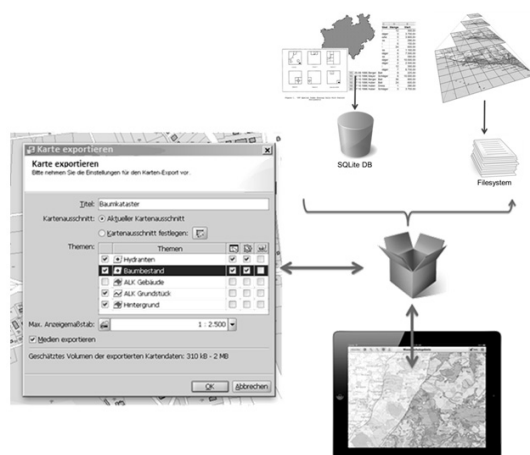 SQLite DB
Filesystem
Karte exportieren
Karte exportieren
Bitte nehmen Sie die Einstellungen für den Karten-Export vor.
Titel: Baumkataster
Kartenausschnitt: Aktueller Kartenausschnitt
Kartenausschnitt festlegen:
Themen: Themen
Hydranten
Baumbestand
ALK Gebäude
ALK Grundstück
Hintergrund
Max. Anzeigemaßstab: 1 : 2.500
Medien exportieren
Geschätztes Volumen der exportierten Kartendaten: 310 kB - 2 MB
OK Abbrechen